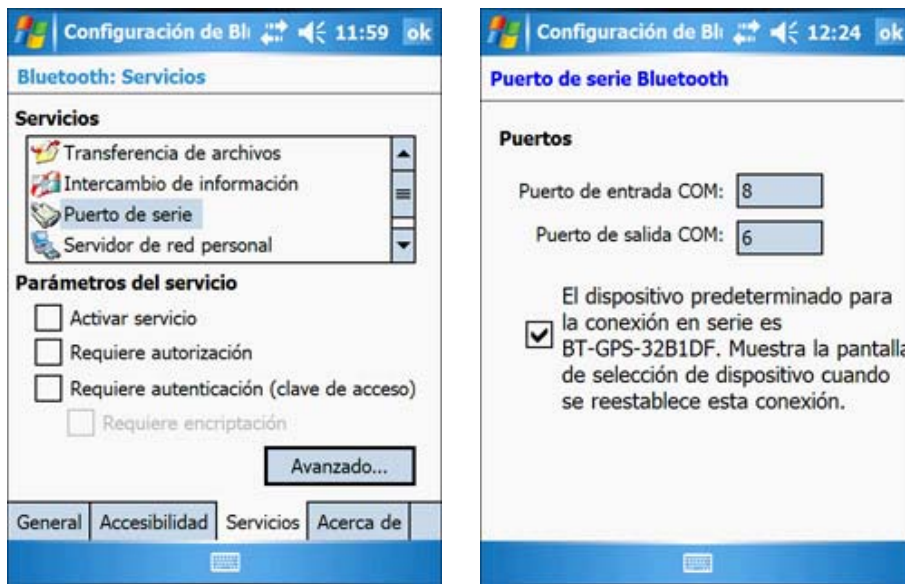 Configuración de Bl 11:59 ok
Bluetooth: Servicios
Servicios
Transferencia de archivos
Intercambio de información
Puerto de serie
Servidor de red personal
Parámetros del servicio
Activar servicio
Requiere autorización
Requiere autenticación (clave de acceso)
Requiere encriptación
Avanzado...
General Accesibilidad Servicios Acerca de
Configuración de Bl 12:24 ok
Puerto de serie Bluetooth
Puertos
Puerto de entrada COM: 8
Puerto de salida COM: 6
El dispositivo predeterminado para
la conexión en serie es
BT-GPS-32B1DF. Muestra la pantalla
de selección de dispositivo cuando
se reestablece esta conexión.